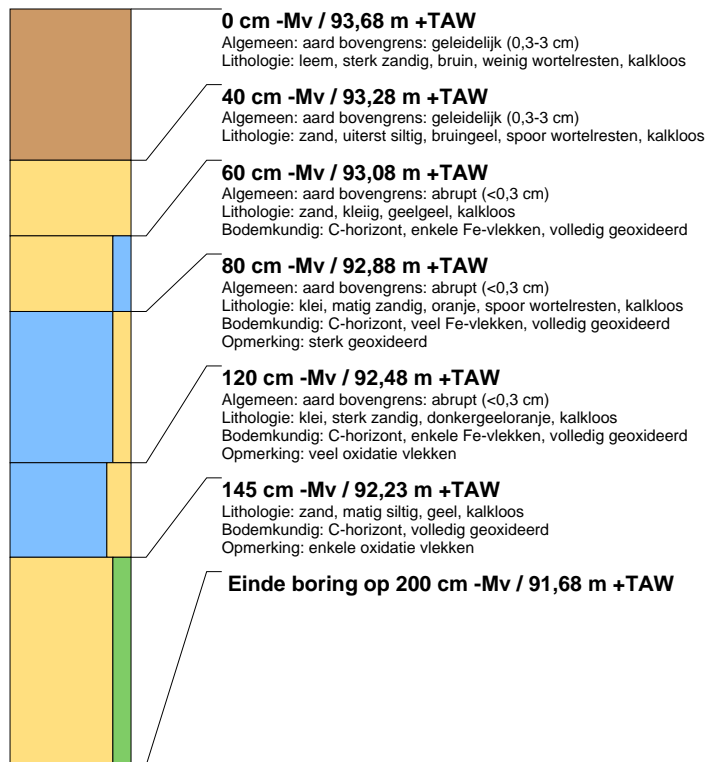 0 cm -Mv / 93,68 m +TAW
Algemeen: aard bovengrens: geleidelijk (0,3-3 cm)
Lithologie: leem, sterk zandig, bruin, weinig wortelresten, kalkloos
40 cm -Mv / 93,28 m +TAW
Algemeen: aard bovengrens: geleidelijk (0,3-3 cm)
Lithologie: zand, uiterst siltig, bruingeel, spoor wortelresten, kalkloos
60 cm -Mv / 93,08 m +TAW
Algemeen: aard bovengrens: abrupt (<0,3 cm)
Lithologie: zand, kleiig, geelgeel, kalkloos
Bodemkundig: C-horizont, enkele Fe-vlekken, volledig geoxideerd
80 cm -Mv / 92,88 m +TAW
Algemeen: aard bovengrens: abrupt (<0,3 cm)
Lithologie: klei, matig zandig, oranje, spoor wortelresten, kalkloos
Bodemkundig: C-horizont, veel Fe-vlekken, volledig geoxideerd
Opmerking: sterk geoxideerd
120 cm -Mv / 92,48 m +TAW
Algemeen: aard bovengrens: abrupt (<0,3 cm)
Lithologie: klei, sterk zandig, donkergeeloranje, kalkloos
Bodemkundig: C-horizont, enkele Fe-vlekken, volledig geoxideerd
Opmerking: veel oxidatie vlekken
145 cm -Mv / 92,23 m +TAW
Lithologie: zand, matig siltig, geel, kalkloos
Bodemkundig: C-horizont, volledig geoxideerd
Opmerking: enkele oxidatie vlekken
Einde boring op 200 cm -Mv / 91,68 m +TAW